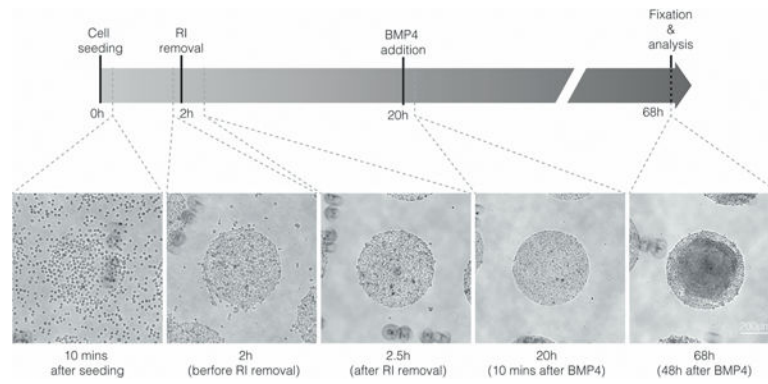 Cell
seeding
RI
removal
BMP4
addition
Fixation
&
analysis
0h
2h
20h
68h
10 mins
after seeding
2h
(berfore RI removal)
2.5h
(after RI removal)
20h
(10 mins after BMP4)
68h
(48h after BMP4)